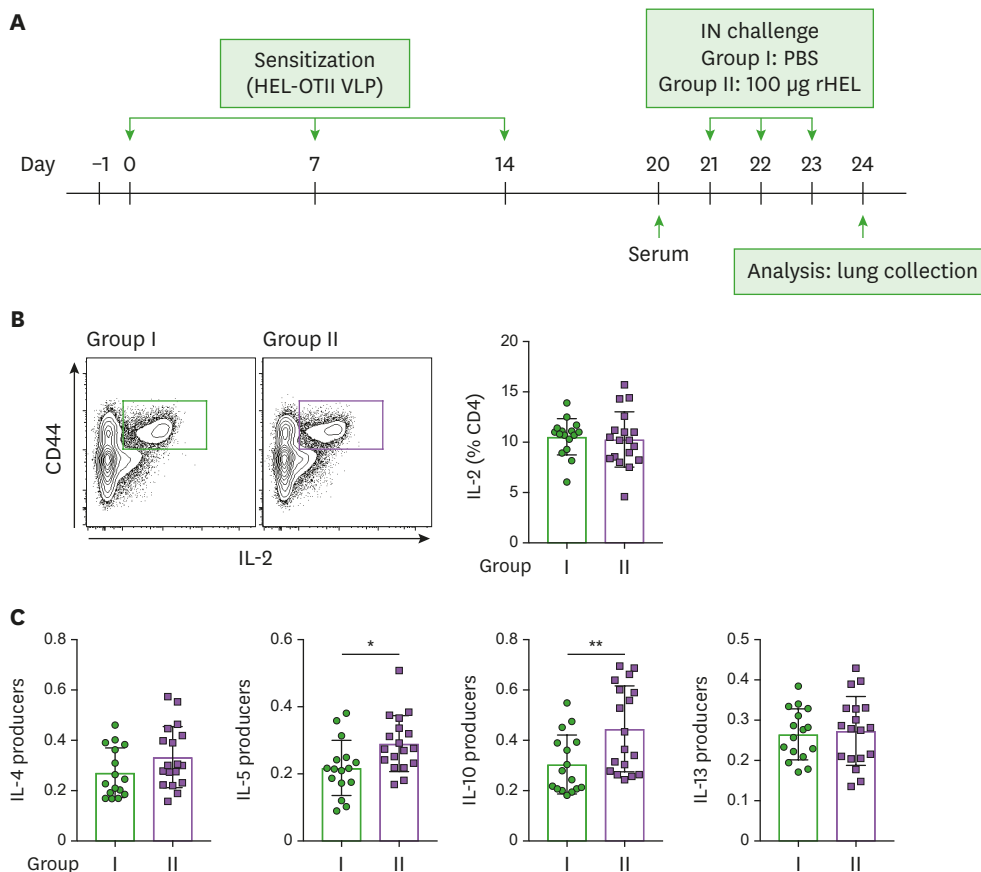 A
Sensitization
(HEL-OTII VLP)
IN challenge
Group I: PBS
Group II: 100 µg rHEL
Day −1 0 7 14 20 21 22 23 24
Serum
Analysis: lung collection
B
Group I Group II
CD44
IL-2
IL-2 (% CD4)
20
15
10
5
0
Group I II
C
IL-4 producers
0.8
0.6
0.4
0.2
0
Group I II
IL-5 producers
0.6
0.4
0.2
0
*
I II
IL-10 producers
0.8
0.6
0.4
0.2
0
**
I II
IL-13 producers
0.5
0.4
0.3
0.2
0.1
0
I II